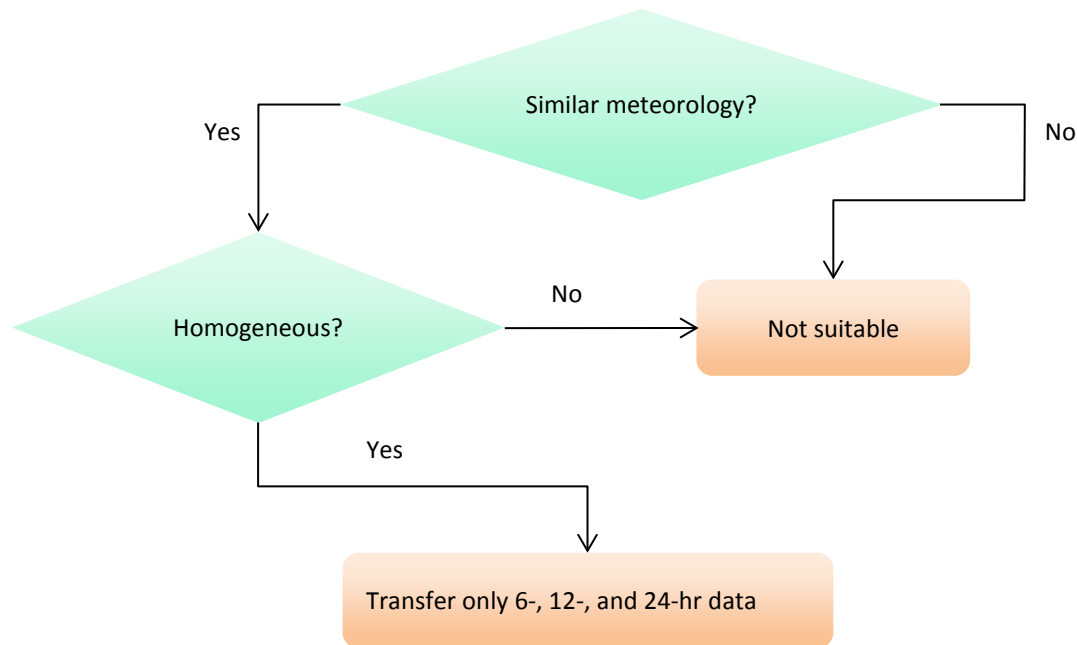 Similar meteorology?
Yes
No
Homogeneous?
No
Not suitable
Yes
Transfer only 6-, 12-, and 24-hr data